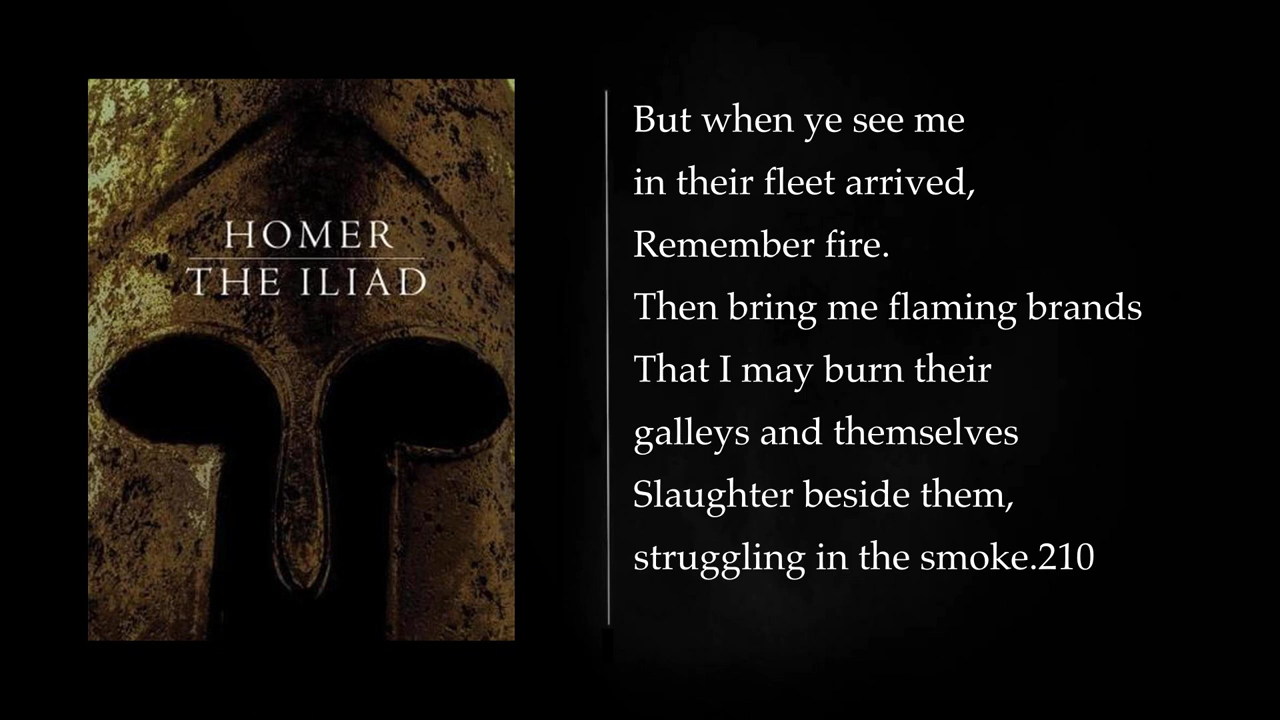 HOMER
THE ILIAD
But when ye see me
in their fleet arrived,
Remember fire.
Then bring me flaming brands
That I may burn their
galleys and themselves
Slaughter beside them,
struggling in the smoke.210